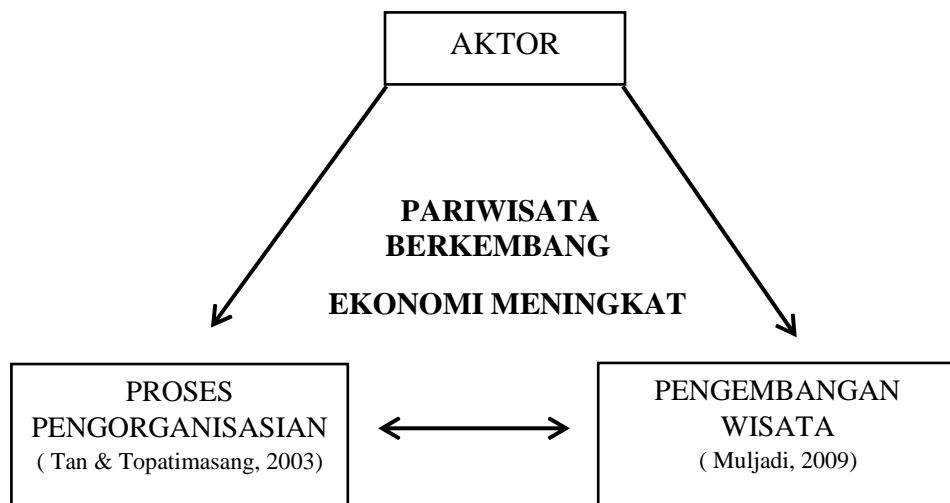 AKTOR
PARIWISATA
BERKEMBANG
EKONOMI MENINGKAT
PROSES
PENGORGANISASIAN
( Tan & Topatimasang, 2003)
PENGEMBANGAN
WISATA
( Muljadi, 2009)